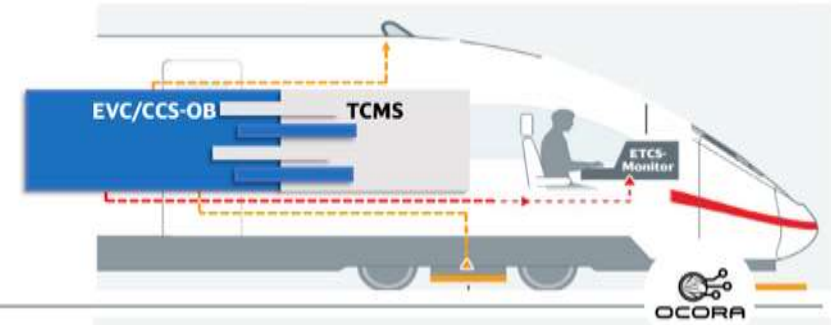 EVC/CCS-OB
TCMS
ETCS-
Monitor
OCORA